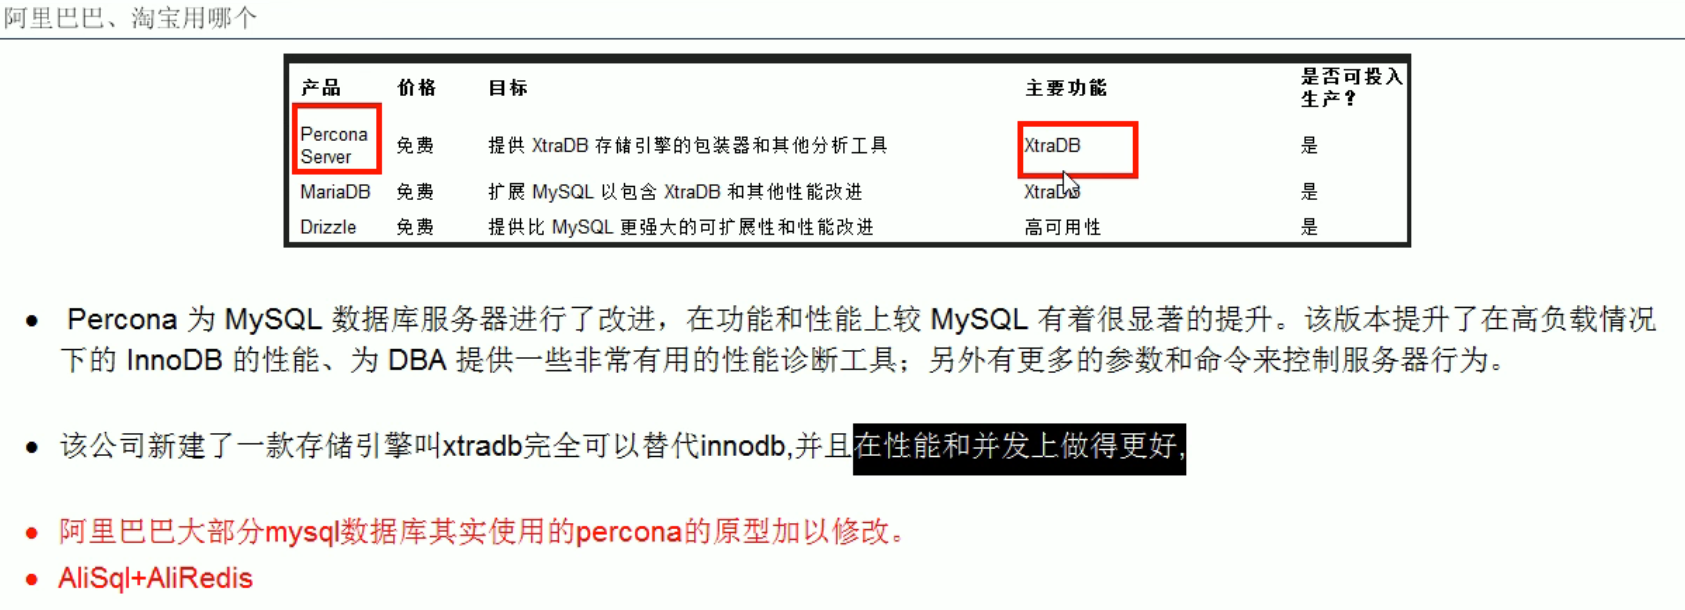 阿里巴巴、淘宝用哪个
产品 价格 目标 主要功能 是否可投入
生产？
Percona
Server 免费 提供 XtraDB 存储引擎的包装器和其他分析工具 XtraDB 是
MariaDB 免费 扩展 MySQL 以包含 XtraDB 和其他性能改进 XtraDB 是
Drizzle 免费 提供比 MySQL 更强大的可扩展性和性能改进 高可用性 是
● Percona 为 MySQL 数据库服务器进行了改进，在功能和性能上较 MySQL 有着很显著的提升。该版本提升了在高负载情况
下的 InnoDB 的性能、为 DBA 提供一些非常有用的性能诊断工具；另外有更多的参数和命令来控制服务器行为。
● 该公司新建了一款存储引擎叫xtradb完全可以替代innodb,并且在性能和并发上做得更好,
● 阿里巴巴大部分mysql数据库其实使用的percona的原型加以修改。
● AliSql+AliRedis